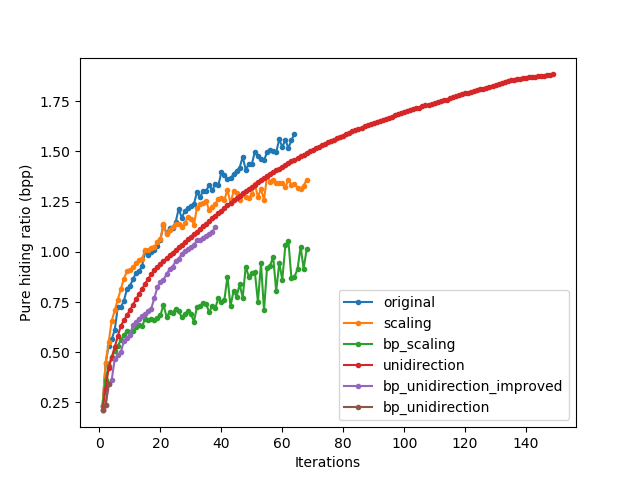 Pure hiding ratio (bpp)
1.75
1.50
1.25
1.00
0.75
0.50
0.25
original
scaling
bp_scaling
unidirection
bp_unidirection_improved
bp_unidirection
0 20 40 60 80 100 120 140
Iterations